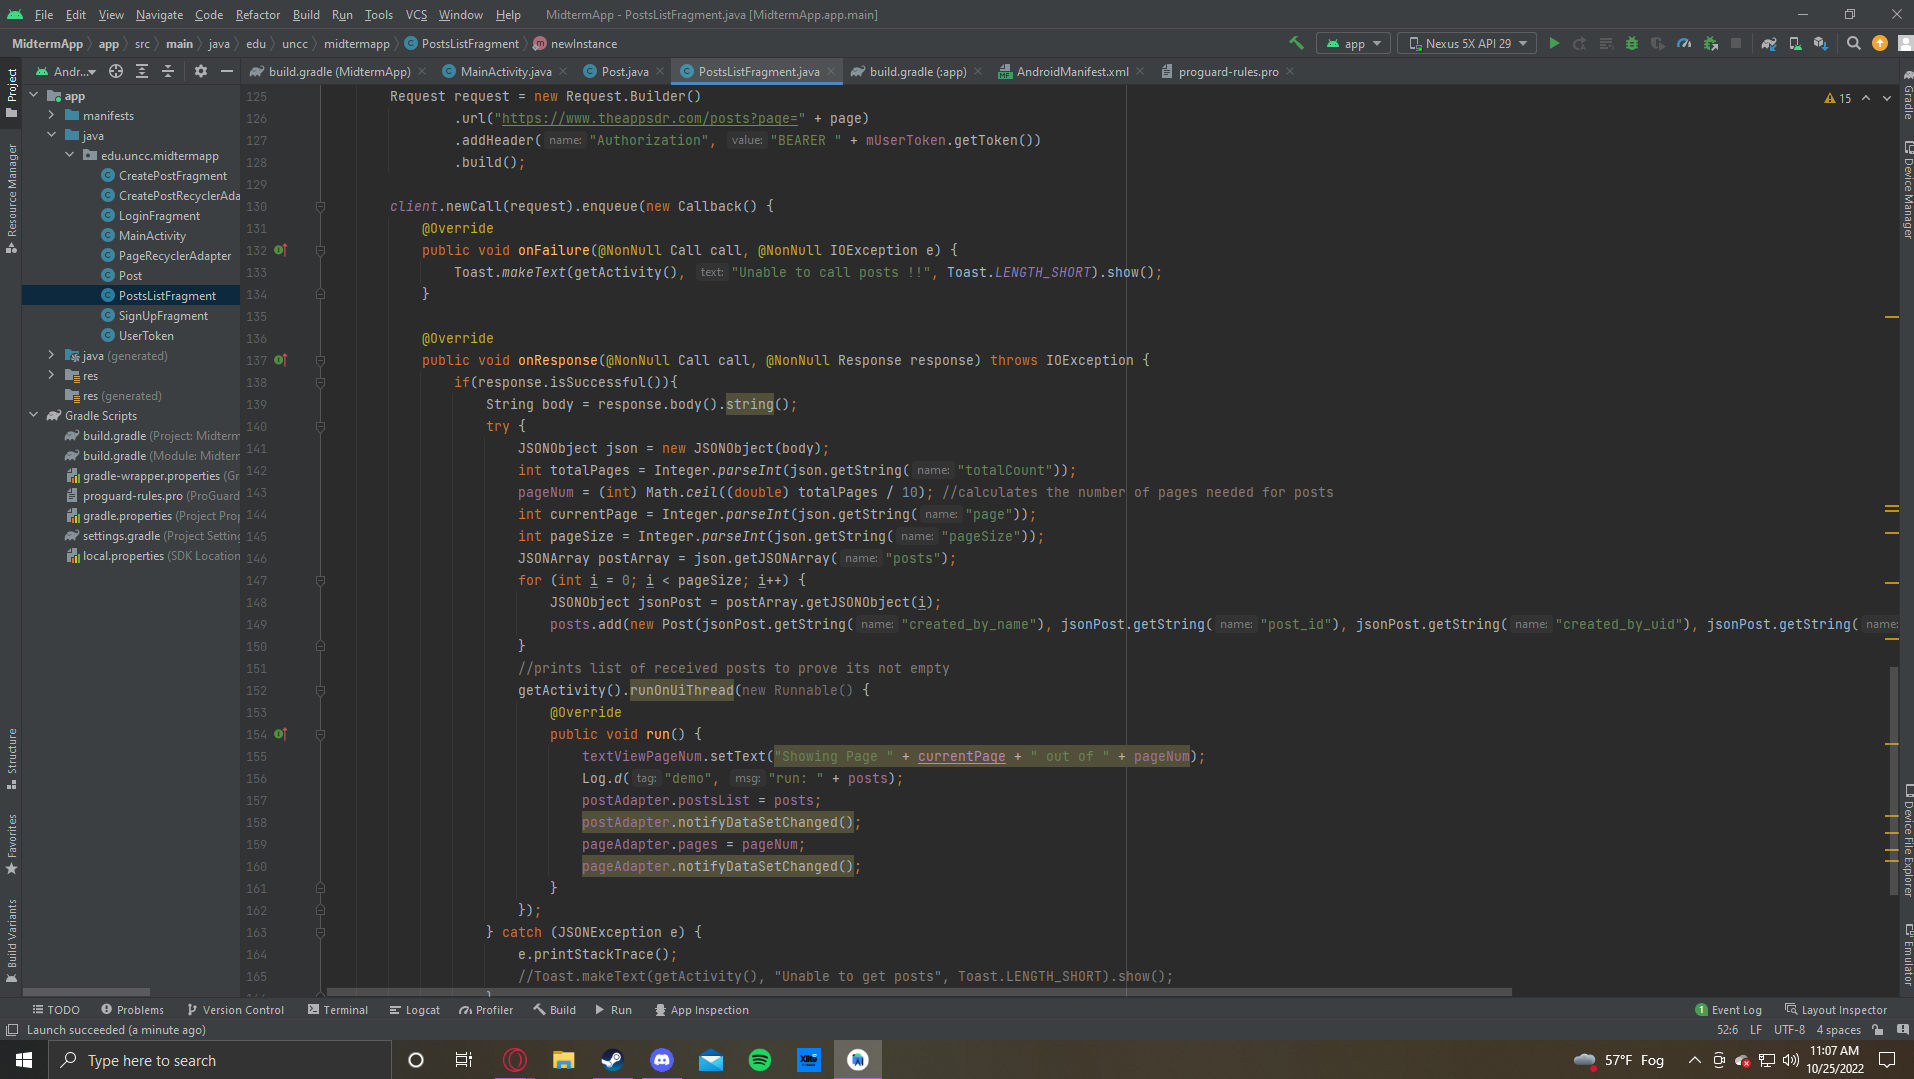 File Edit View Navigate Code Refactor Build Run Tools VCS Window Help MidtermApp - PostsListFragment.java [MidtermApp.app.main]
MidtermApp app src main java edu uncc midtermapp PostsListFragment newInstance app Nexus 5X API 29
Andr... build.gradle (MidtermApp) MainActivity.java Post.java PostsListFragment.java build.gradle (:app) AndroidManifest.xml proguard-rules.pro
Project
Resource Manager
Structure
Favorites
Build Variants
app
manifests
java
edu.uncc.midtermapp
CreatePostFragment
CreatePostRecyclerAda
LoginFragment
MainActivity
PageRecyclerAdapter
Post
PostsListFragment
SignUpFragment
UserToken
java (generated)
res
res (generated)
Gradle Scripts
build.gradle (Project: Midterm
build.gradle (Module: Midterm
gradle-wrapper.properties (Gr
proguard-rules.pro (ProGuard
gradle.properties (Project Prop
settings.gradle (Project Setting
local.properties (SDK Location
15
125 Request request = new Request.Builder()
126 .url("https://www.theappsdr.com/posts?page=" + page)
127 .addHeader( name: "Authorization", value: "BEARER " + mUserToken.getToken())
128 .build();
129
130 client.newCall(request).enqueue(new Callback() {
131 @Override
132 public void onFailure(@NonNull Call call, @NonNull IOException e) {
133 Toast.makeText(getActivity(), text: "Unable to call posts !!", Toast.LENGTH_SHORT).show();
134 }
135
136 @Override
137 public void onResponse(@NonNull Call call, @NonNull Response response) throws IOException {
138 if(response.isSuccessful()){
139 String body = response.body().string();
140 try {
141 JSONObject json = new JSONObject(body);
142 int totalPages = Integer.parseInt(json.getString( name: "totalCount"));
143 pageNum = (int) Math.ceil((double) totalPages / 10); //calculates the number of pages needed for posts
144 int currentPage = Integer.parseInt(json.getString( name: "page"));
145 int pageSize = Integer.parseInt(json.getString( name: "pageSize"));
146 JSONArray postArray = json.getJSONArray( name: "posts");
147 for (int i = 0; i < pageSize; i++) {
148 JSONObject jsonPost = postArray.getJSONObject(i);
149 posts.add(new Post(jsonPost.getString( name: "created_by_name"), jsonPost.getString( name: "post_id"), jsonPost.getString( name: "created_by_uid"), jsonPost.getString( name:
150 }
151 //prints list of received posts to prove its not empty
152 getActivity().runOnUiThread(new Runnable() {
153 @Override
154 public void run() {
155 textViewPageNum.setText("Showing Page " + currentPage + " out of " + pageNum);
156 Log.d( tag: "demo", msg: "run: " + posts);
157 postAdapter.postsList = posts;
158 postAdapter.notifyDataSetChanged();
159 pageAdapter.pages = pageNum;
160 pageAdapter.notifyDataSetChanged();
161 }
162 });
163 } catch (JSONException e) {
164 e.printStackTrace();
165 //Toast.makeText(getActivity(), "Unable to get posts", Toast.LENGTH_SHORT).show();
Gradle
Device Manager
Device File Explorer
Emulator
TODO Problems Version Control Terminal Logcat Profiler Build Run App Inspection 1 Event Log Layout Inspector
Launch succeeded (a minute ago) 52:6 LF UTF-8 4 spaces
Type here to search 57°F Fog 11:07 AM
10/25/2022